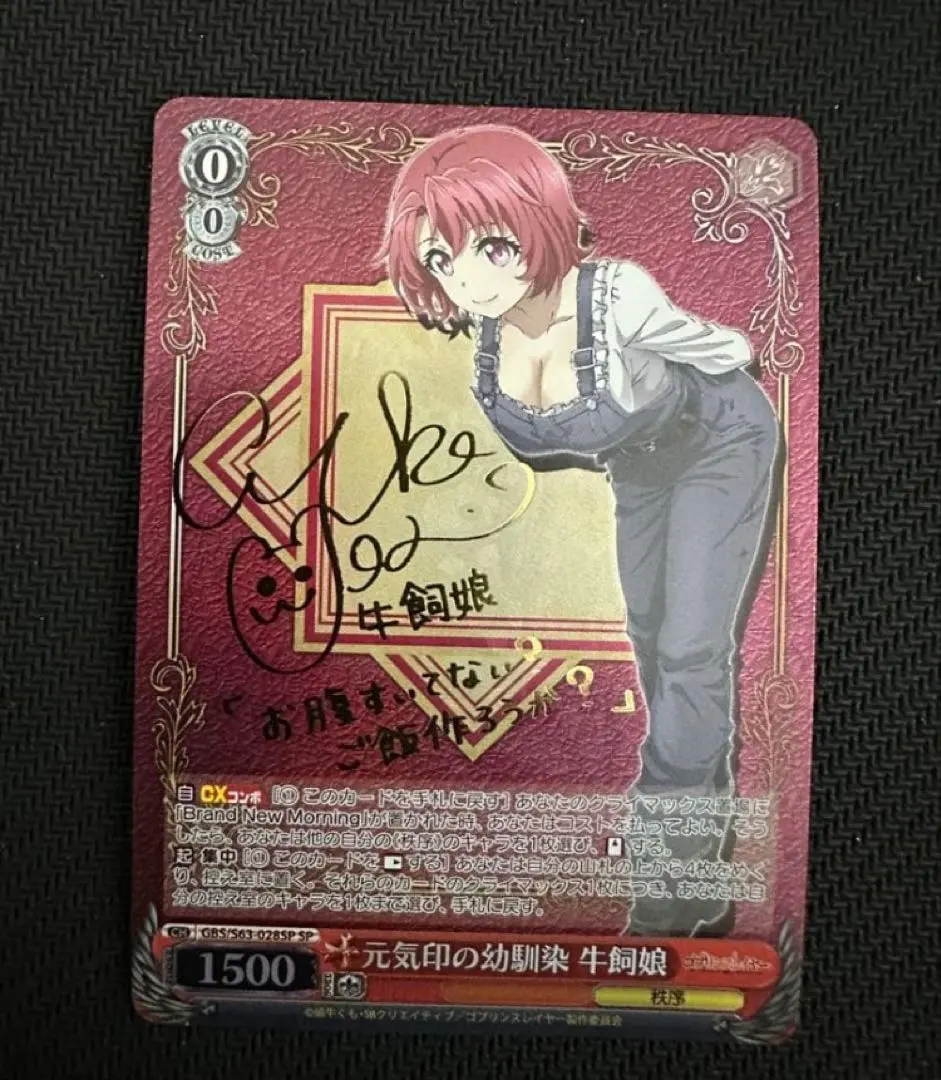 LEVEL
0
0
COST
牛飼娘
「お腹すいてない?
ご飯作ろうか?」
自 CXコンボ [① このカードを手札に戻す] あなたのクライマックス置場に
「Brand New Morning」が置かれた時、あなたはコストを払ってよい。そう
したら、あなたは他の自分の《秩序》のキャラを1枚選び、する。
起 集中 [① このカードをする] あなたは自分の山札の上から4枚をめく
り、控え室に置く。それらのカードのクライマックス1枚につき、あなたは自
分の控え室のキャラを1枚まで選び、手札に戻す。
CH GBS/S63-028SP SP
1500
元気印の幼馴染 牛飼娘
ゴブリンスレイヤー
秩序
©蝸牛くも・SBクリエイティブ/ゴブリンスレイヤー製作委員会